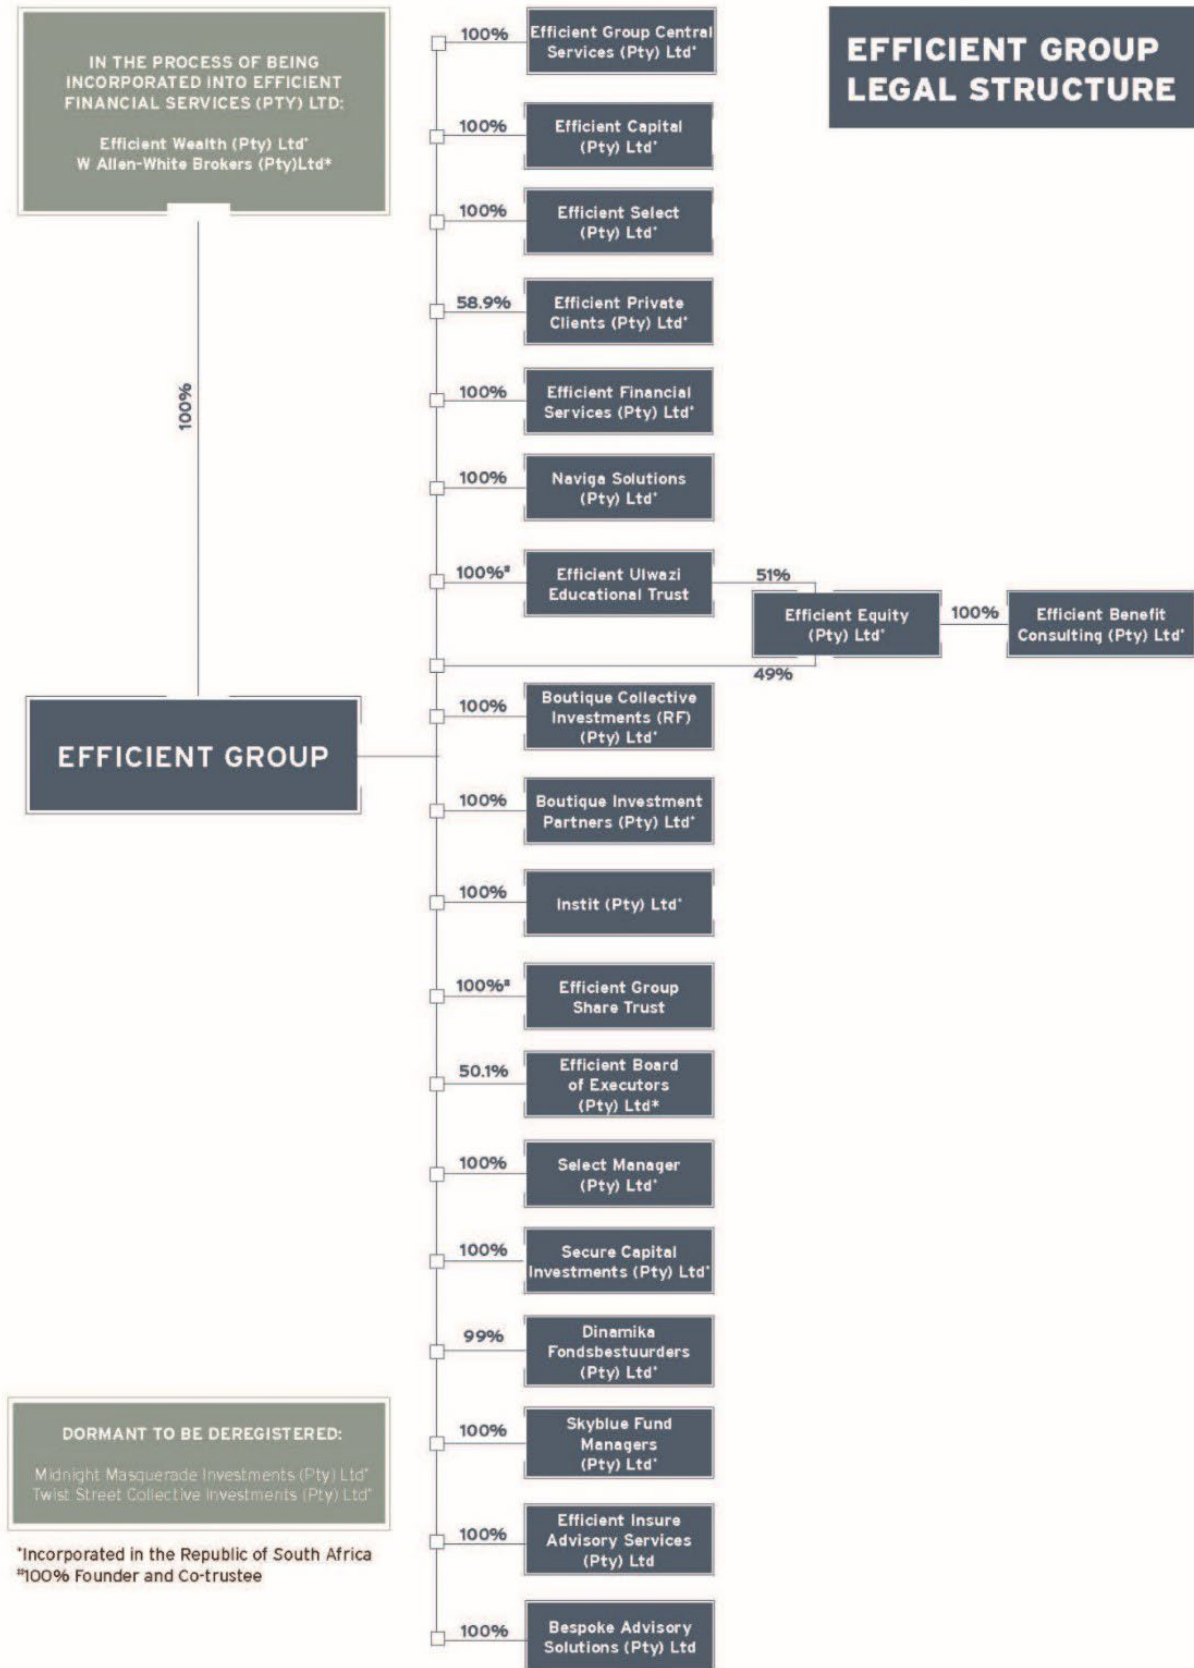 IN THE PROCESS OF BEING
INCORPORATED INTO EFFICIENT
FINANCIAL SERVICES (PTY) LTD:
Efficient Wealth (Pty) Ltd*
W Allen-White Brokers (Pty)Ltd*
EFFICIENT GROUP
LEGAL STRUCTURE
100%
EFFICIENT GROUP
100%
Efficient Group Central
Services (Pty) Ltd*
100%
Efficient Capital
(Pty) Ltd*
100%
Efficient Select
(Pty) Ltd*
58.9%
Efficient Private
Clients (Pty) Ltd*
100%
Efficient Financial
Services (Pty) Ltd*
100%
Naviga Solutions
(Pty) Ltd*
100%#
Efficient Ulwazi
Educational Trust
51%
49%
Efficient Equity
(Pty) Ltd*
100%
Efficient Benefit
Consulting (Pty) Ltd*
100%
Boutique Collective
Investments (RF)
(Pty) Ltd*
100%
Boutique Investment
Partners (Pty) Ltd*
100%
Instit (Pty) Ltd*
100%#
Efficient Group
Share Trust
50.1%
Efficient Board
of Executors
(Pty) Ltd*
100%
Select Manager
(Pty) Ltd*
100%
Secure Capital
Investments (Pty) Ltd*
99%
Dinamika
Fondsbestuurders
(Pty) Ltd*
100%
Skyblue Fund
Managers
(Pty) Ltd*
100%
Efficient Insure
Advisory Services
(Pty) Ltd
100%
Bespoke Advisory
Solutions (Pty) Ltd
DORMANT TO BE DEREGISTERED:
Midnight Masquerade Investments (Pty) Ltd*
Twist Street Collective Investments (Pty) Ltd*
*Incorporated in the Republic of South Africa
#100% Founder and Co-trustee